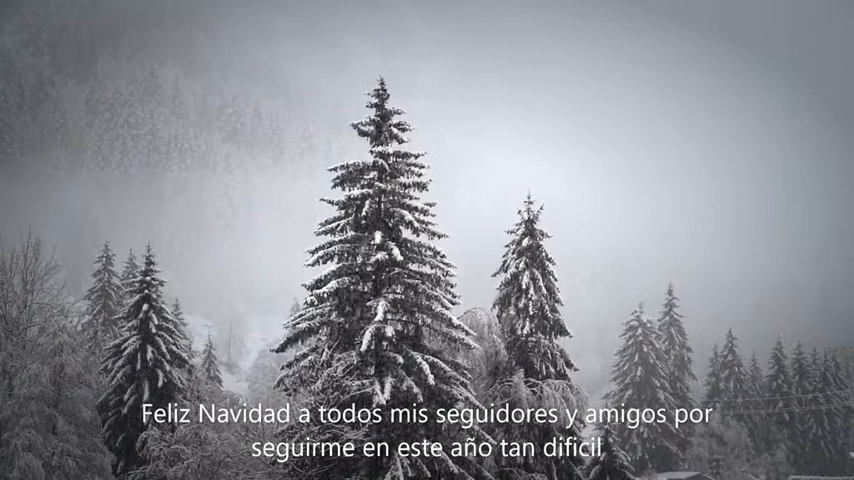 Feliz Navidad a todos mis seguidores y amigos por
seguirme en este año tan dificil